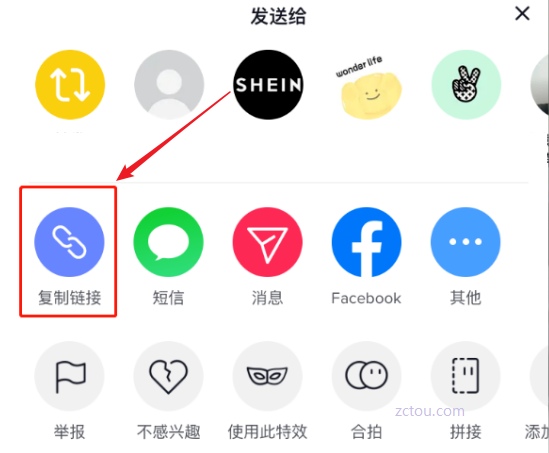 发送给
SHEIN
wonder life
复制链接
短信
消息
Facebook
其他
zctou.com
举报
不感兴趣
使用此特效
合拍
拼接
添加